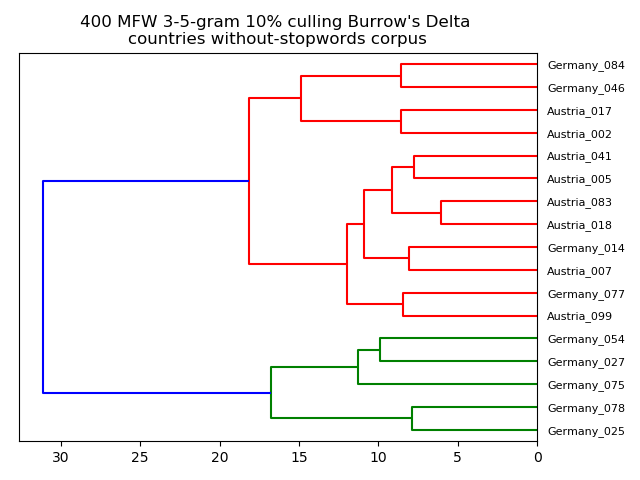 400 MFW 3-5-gram 10% culling Burrow's Delta
countries without-stopwords corpus
Germany_084
Germany_046
Austria_017
Austria_002
Austria_041
Austria_005
Austria_083
Austria_018
Germany_014
Austria_007
Germany_077
Austria_099
Germany_054
Germany_027
Germany_075
Germany_078
Germany_025
30 25 20 15 10 5 0